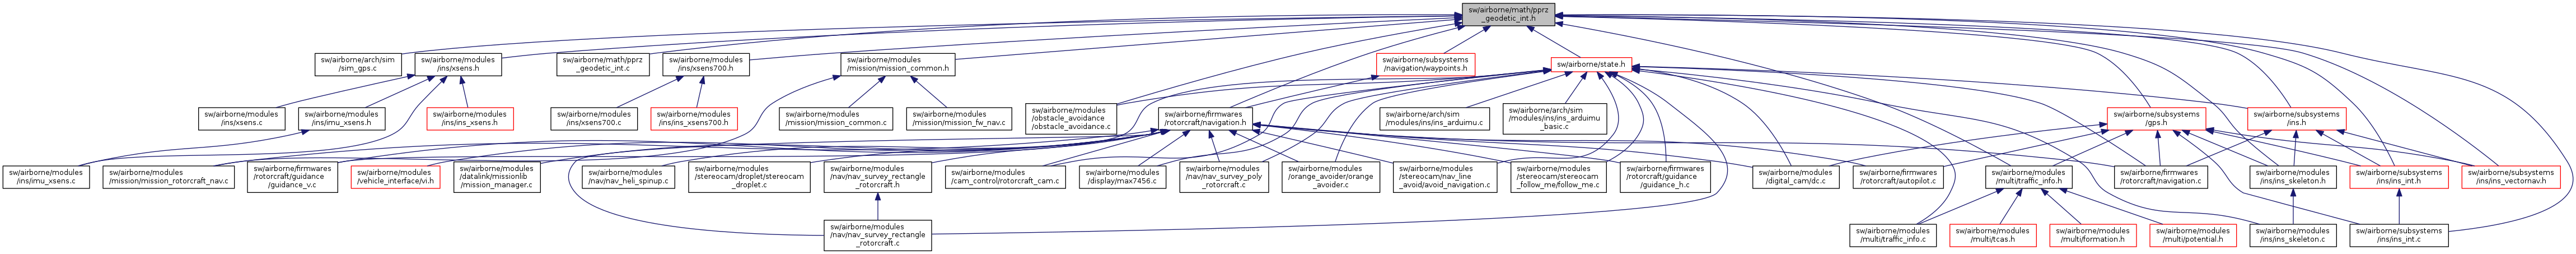 sw/airborne/math/pprz
_geodetic_int.h
sw/airborne/arch/sim
/sim_gps.c
sw/airborne/modules
/ins/xsens.h
sw/airborne/math/pprz
_geodetic_int.c
sw/airborne/modules
/ins/xsens700.h
sw/airborne/modules
/mission/mission_common.h
sw/airborne/subsystems
/navigation/waypoints.h
sw/airborne/state.h
sw/airborne/modules
/ins/xsens.c
sw/airborne/modules
/ins/imu_xsens.h
sw/airborne/modules
/ins/ins_xsens.h
sw/airborne/modules
/ins/xsens700.c
sw/airborne/modules
/ins/ins_xsens700.h
sw/airborne/modules
/mission/mission_common.c
sw/airborne/modules
/mission/mission_fw_nav.c
sw/airborne/modules
/obstacle_avoidance
/obstacle_avoidance.c
sw/airborne/firmwares
/rotorcraft/navigation.h
sw/airborne/arch/sim
/modules/ins/ins_arduimu.c
sw/airborne/arch/sim
/modules/ins/ins_arduimu
_basic.c
sw/airborne/subsystems
/gps.h
sw/airborne/subsystems
/ins.h
sw/airborne/modules
/ins/imu_xsens.c
sw/airborne/modules
/mission/mission_rotorcraft_nav.c
sw/airborne/firmwares
/rotorcraft/guidance
/guidance_v.c
sw/airborne/modules
/vehicle_interface/vi.h
sw/airborne/modules
/datalink/missionlib
/mission_manager.c
sw/airborne/modules
/nav/nav_heli_spinup.c
sw/airborne/modules
/stereocam/droplet/stereocam
_droplet.c
sw/airborne/modules
/nav/nav_survey_rectangle
_rotorcraft.h
sw/airborne/modules
/cam_control/rotorcraft_cam.c
sw/airborne/modules
/display/max7456.c
sw/airborne/modules
/nav/nav_survey_poly
_rotorcraft.c
sw/airborne/modules
/orange_avoider/orange
_avoider.c
sw/airborne/modules
/stereocam/nav_line
_avoid/avoid_navigation.c
sw/airborne/modules
/stereocam/stereocam
_follow_me/follow_me.c
sw/airborne/firmwares
/rotorcraft/guidance
/guidance_h.c
sw/airborne/modules
/digital_cam/dc.c
sw/airborne/firmwares
/rotorcraft/autopilot.c
sw/airborne/modules
/multi/traffic_info.h
sw/airborne/firmwares
/rotorcraft/navigation.c
sw/airborne/modules
/ins/ins_skeleton.h
sw/airborne/subsystems
/ins/ins_int.h
sw/airborne/subsystems
/ins/ins_vectornav.h
sw/airborne/modules
/nav/nav_survey_rectangle
_rotorcraft.c
sw/airborne/modules
/multi/traffic_info.c
sw/airborne/modules
/multi/tcas.h
sw/airborne/modules
/multi/formation.h
sw/airborne/modules
/multi/potential.h
sw/airborne/modules
/ins/ins_skeleton.c
sw/airborne/subsystems
/ins/ins_int.c